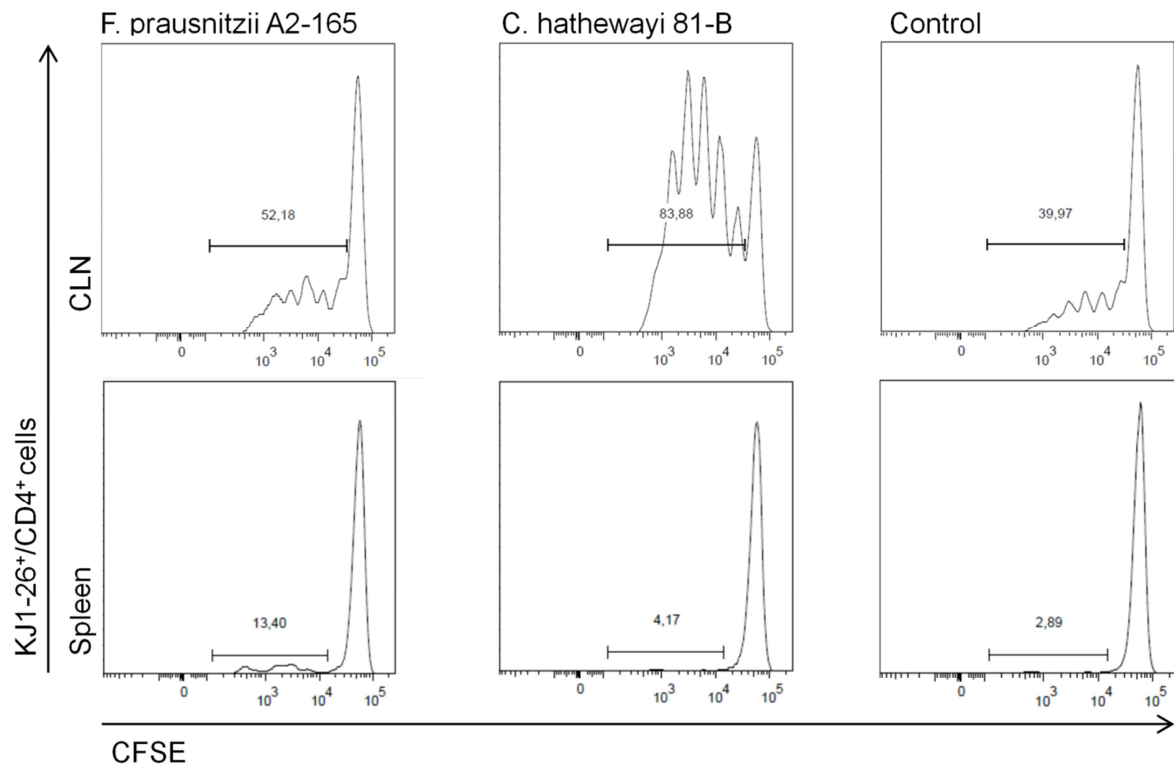 F. prausnitzii A2-165
C. hathewayi 81-B
Control
KJ1-26⁺/CD4⁺ cells
CLN
52,18
0 10³ 10⁴ 10⁵
83,88
0 10³ 10⁴ 10⁵
39,97
0 10³ 10⁴ 10⁵
Spleen
13,40
0 10³ 10⁴ 10⁵
4,17
0 10³ 10⁴ 10⁵
2,89
0 10³ 10⁴ 10⁵
CFSE